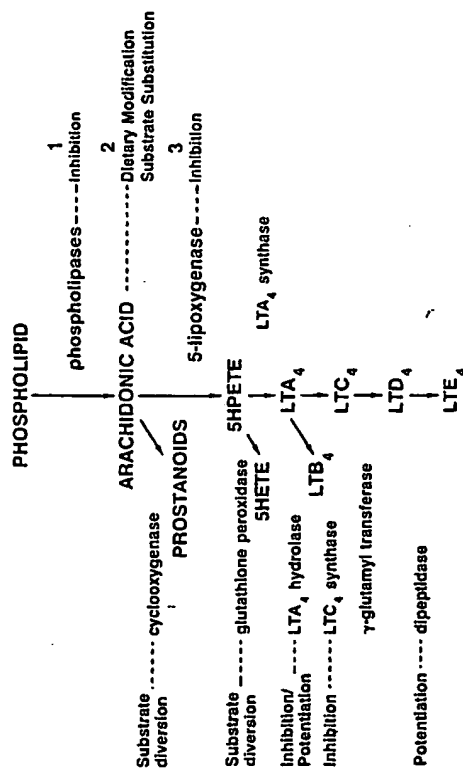 PHOSPHOLIPID
1
phospholipases ---- Inhibition
2
ARACHIDONIC ACID ---------- Dietary Modification
Substrate Substitution
Substrate ..... cyclooxygenase
diversion
PROSTANOIDS
3
5-lipoxygenase ---- Inhibition
5HPETE
LTA4 synthase
Substrate ----- glutathione peroxidase
diversion
5HETE
LTA4
Inhibition/ ---- LTA4 hydrolase
Potentiation
LTB4
Inhibition ...... LTC4 synthase
LTC4
γ-glutamyl transferase
LTD4
Potentiation .... dipeptidase
LTE4